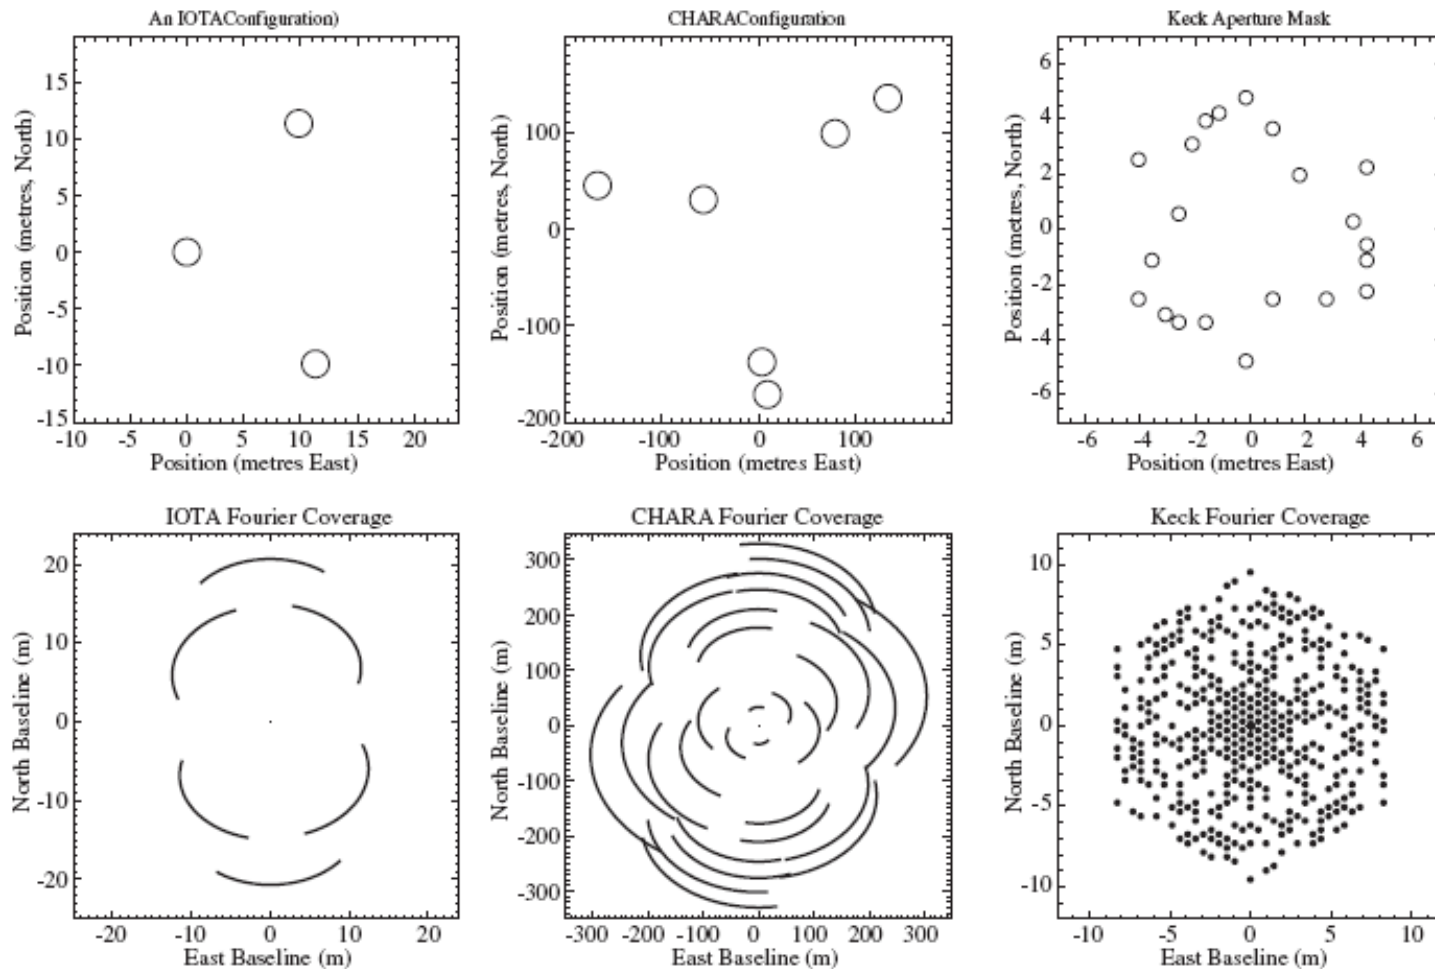 An IOTAConfiguration)
CHARAConfiguration
Keck Aperture Mask
Position (metres, North)
15
10
5
0
-5
-10
-15
-10 -5 0 5 10 15 20
Position (metres East)
Position (metres, North)
100
0
-100
-200
-200 -100 0 100
Position (metres East)
Position (metres, North)
6
4
2
0
-2
-4
-6
-6 -4 -2 0 2 4 6
Position (metres East)
IOTA Fourier Coverage
CHARA Fourier Coverage
Keck Fourier Coverage
North Baseline (m)
20
10
0
-10
-20
-20 -10 0 10 20
East Baseline (m)
North Baseline (m)
300
200
100
0
-100
-200
-300
-300 -200 -100 0 100 200 300
East Baseline (m)
North Baseline (m)
10
5
0
-5
-10
-10 -5 0 5 10
East Baseline (m)